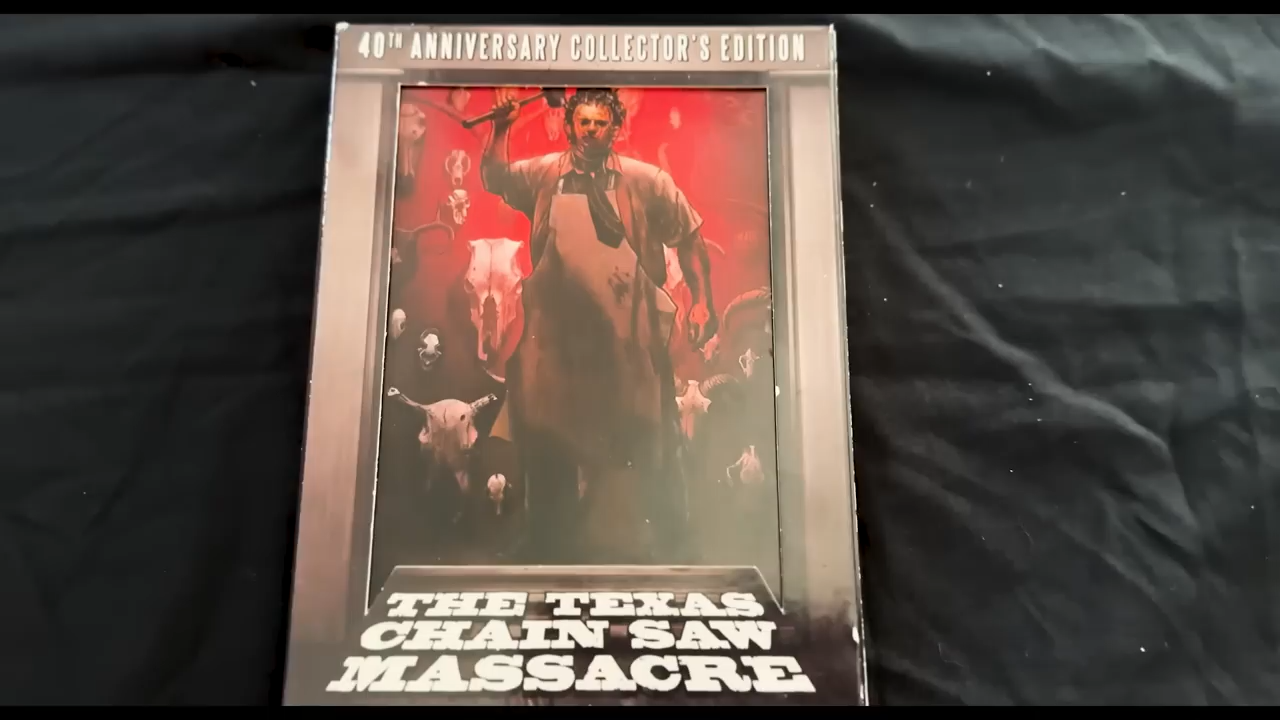 40TH ANNIVERSARY COLLECTOR'S EDITION
THE TEXAS
CHAIN SAW
MASSACRE